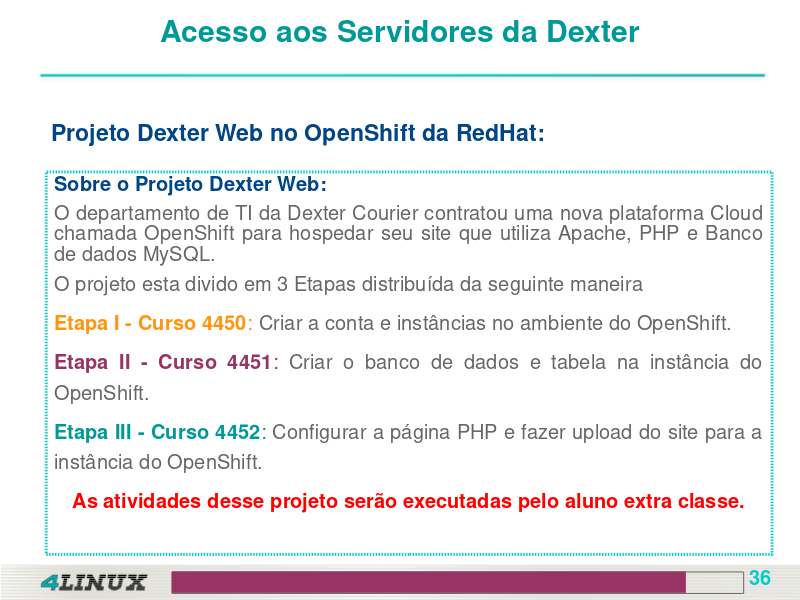 Acesso aos Servidores da Dexter
Projeto Dexter Web no OpenShift da RedHat:
Sobre o Projeto Dexter Web:
O departamento de TI da Dexter Courier contratou uma nova plataforma Cloud
chamada OpenShift para hospedar seu site que utiliza Apache, PHP e Banco
de dados MySQL.
O projeto esta divido em 3 Etapas distribuída da seguinte maneira
Etapa I - Curso 4450: Criar a conta e instâncias no ambiente do OpenShift.
Etapa II - Curso 4451: Criar o banco de dados e tabela na instância do
OpenShift.
Etapa III - Curso 4452: Configurar a página PHP e fazer upload do site para a
instância do OpenShift.
As atividades desse projeto serão executadas pelo aluno extra classe.
4LINUX
36